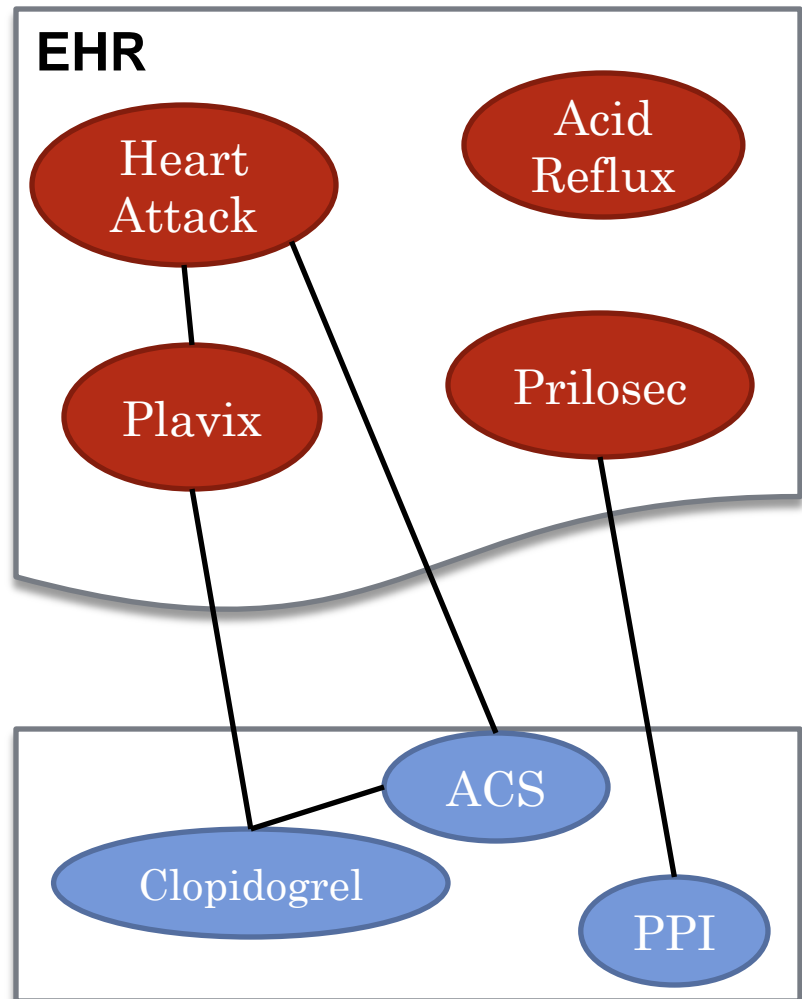 EHR
Heart
Attack
Acid
Reflux
Plavix
Prilosec
ACS
Clopidogrel
PPI